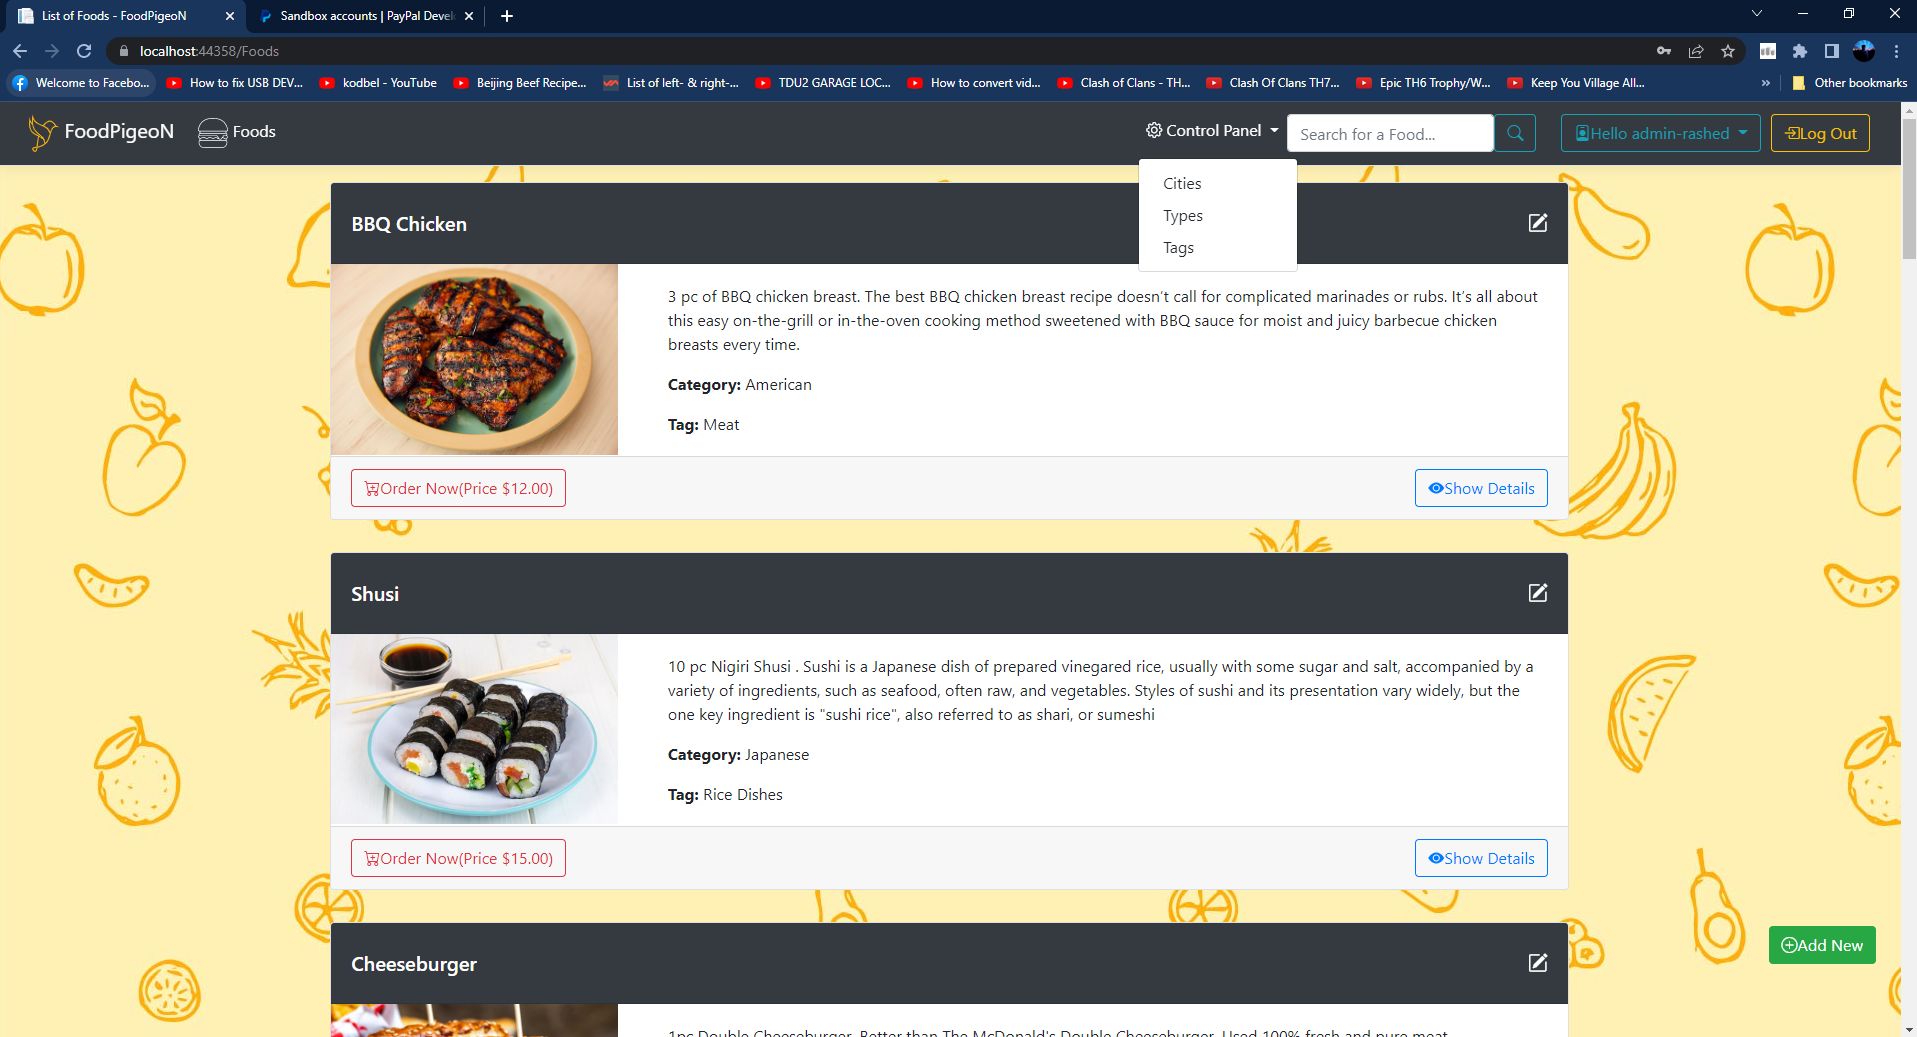 List of Foods - FoodPigeoN
Sandbox accounts | PayPal Devel
localhost:44358/Foods
Welcome to Facebo...
How to fix USB DEV...
kodbel - YouTube
Beijing Beef Recipe...
List of left- & right-...
TDU2 GARAGE LOC...
How to convert vid...
Clash of Clans - TH...
Clash Of Clans TH7...
Epic TH6 Trophy/W...
Keep You Village All...
»
Other bookmarks
FoodPigeoN
Foods
Control Panel
Search for a Food...
Hello admin-rashed
Log Out
Cities
Types
Tags
BBQ Chicken
3 pc of BBQ chicken breast. The best BBQ chicken breast recipe doesn’t call for complicated marinades or rubs. It’s all about
this easy on-the-grill or in-the-oven cooking method sweetened with BBQ sauce for moist and juicy barbecue chicken
breasts every time.
Category: American
Tag: Meat
Order Now(Price $12.00)
Show Details
Shusi
10 pc Nigiri Shusi . Sushi is a Japanese dish of prepared vinegared rice, usually with some sugar and salt, accompanied by a
variety of ingredients, such as seafood, often raw, and vegetables. Styles of sushi and its presentation vary widely, but the
one key ingredient is "sushi rice", also referred to as shari, or sumeshi
Category: Japanese
Tag: Rice Dishes
Order Now(Price $15.00)
Show Details
Add New
Cheeseburger
1pc Double Cheeseburger. Better than The McDonald's Double Cheeseburger. Used 100% fresh and pure meat